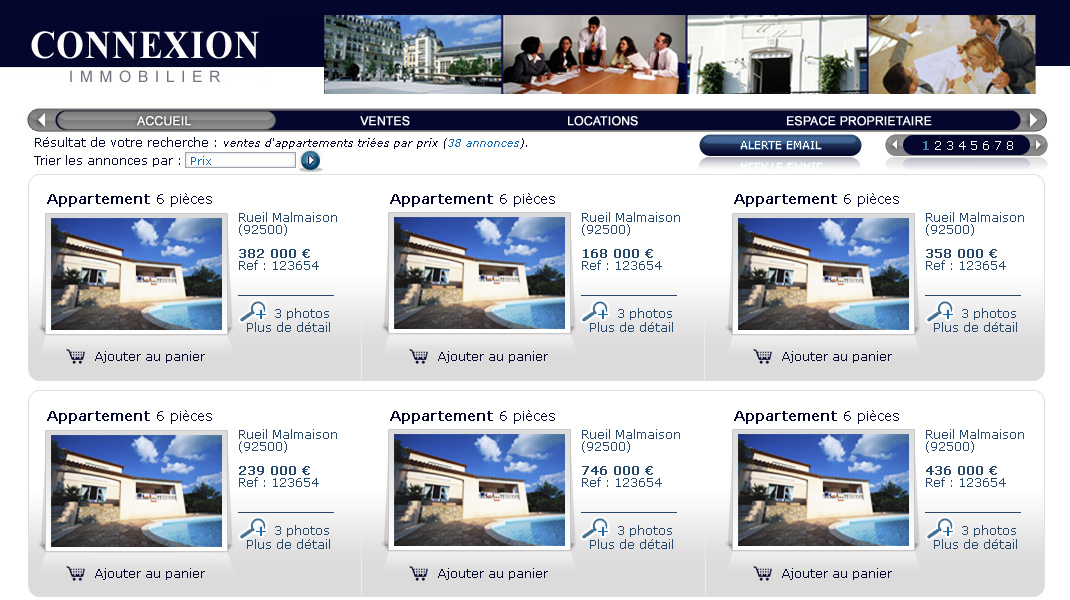 CONNEXION
IMMOBILIER
ACCUEIL VENTES LOCATIONS ESPACE PROPRIETAIRE
Résultat de votre recherche : ventes d'appartements triées par prix (38 annonces).
Trier les annonces par : Prix
ALERTE EMAIL
1 2 3 4 5 6 7 8
Appartement 6 pièces
Rueil Malmaison
(92500)
382 000 €
Ref : 123654
3 photos
Plus de détail
Ajouter au panier
Appartement 6 pièces
Rueil Malmaison
(92500)
168 000 €
Ref : 123654
3 photos
Plus de détail
Ajouter au panier
Appartement 6 pièces
Rueil Malmaison
(92500)
358 000 €
Ref : 123654
3 photos
Plus de détail
Ajouter au panier
Appartement 6 pièces
Rueil Malmaison
(92500)
239 000 €
Ref : 123654
3 photos
Plus de détail
Ajouter au panier
Appartement 6 pièces
Rueil Malmaison
(92500)
746 000 €
Ref : 123654
3 photos
Plus de détail
Ajouter au panier
Appartement 6 pièces
Rueil Malmaison
(92500)
436 000 €
Ref : 123654
3 photos
Plus de détail
Ajouter au panier